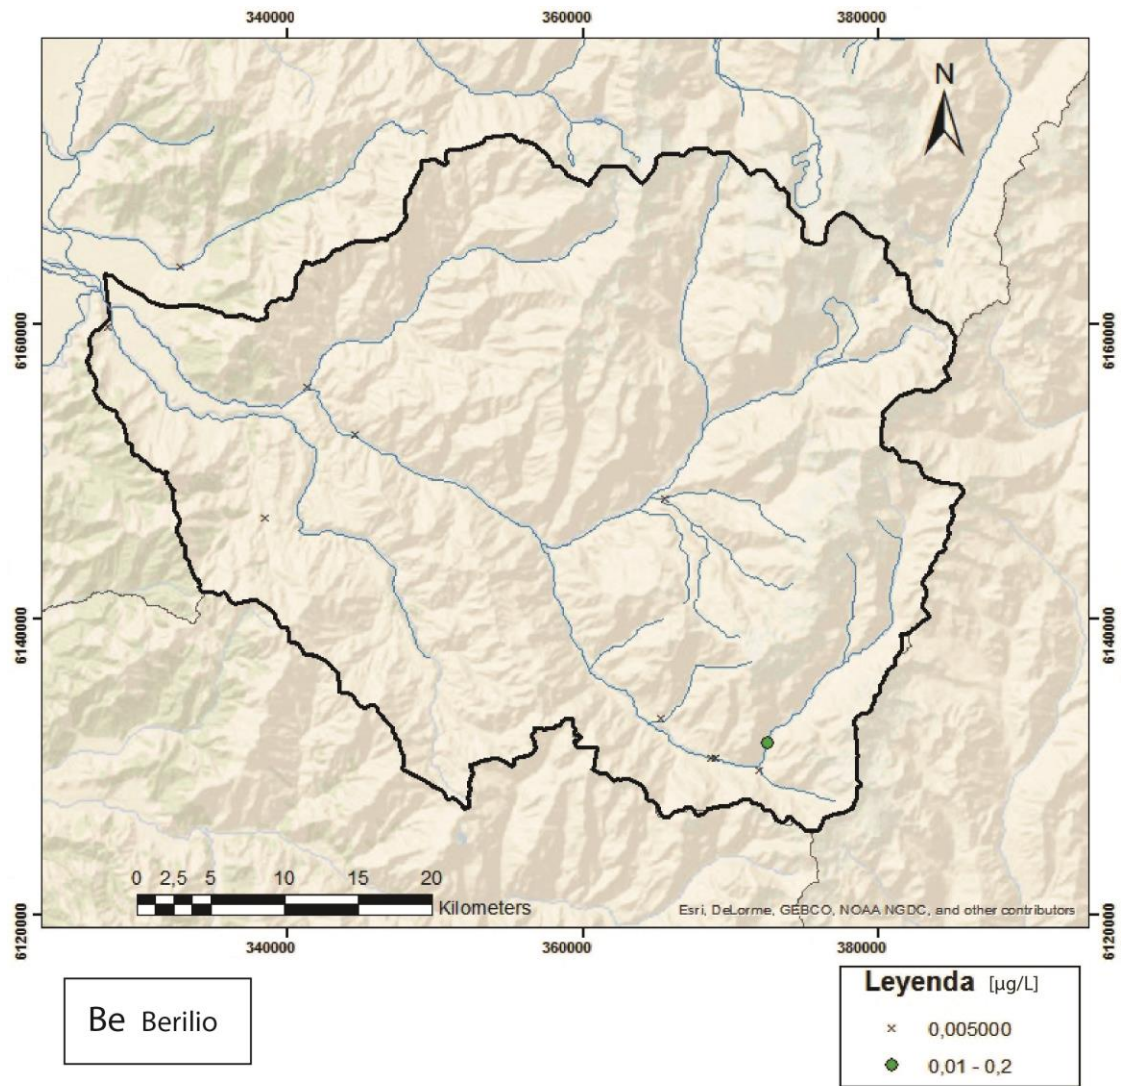 340000 360000 380000
N
6160000 6160000
6140000 6140000
0 2,5 5 10 15 20
Kilometers
Esri, DeLorme, GEBCO, NOAA NGDC, and other contributors
6120000 6120000
340000 360000 380000
Be Berilio
Leyenda [µg/L]
0,005000
0,01 - 0,2